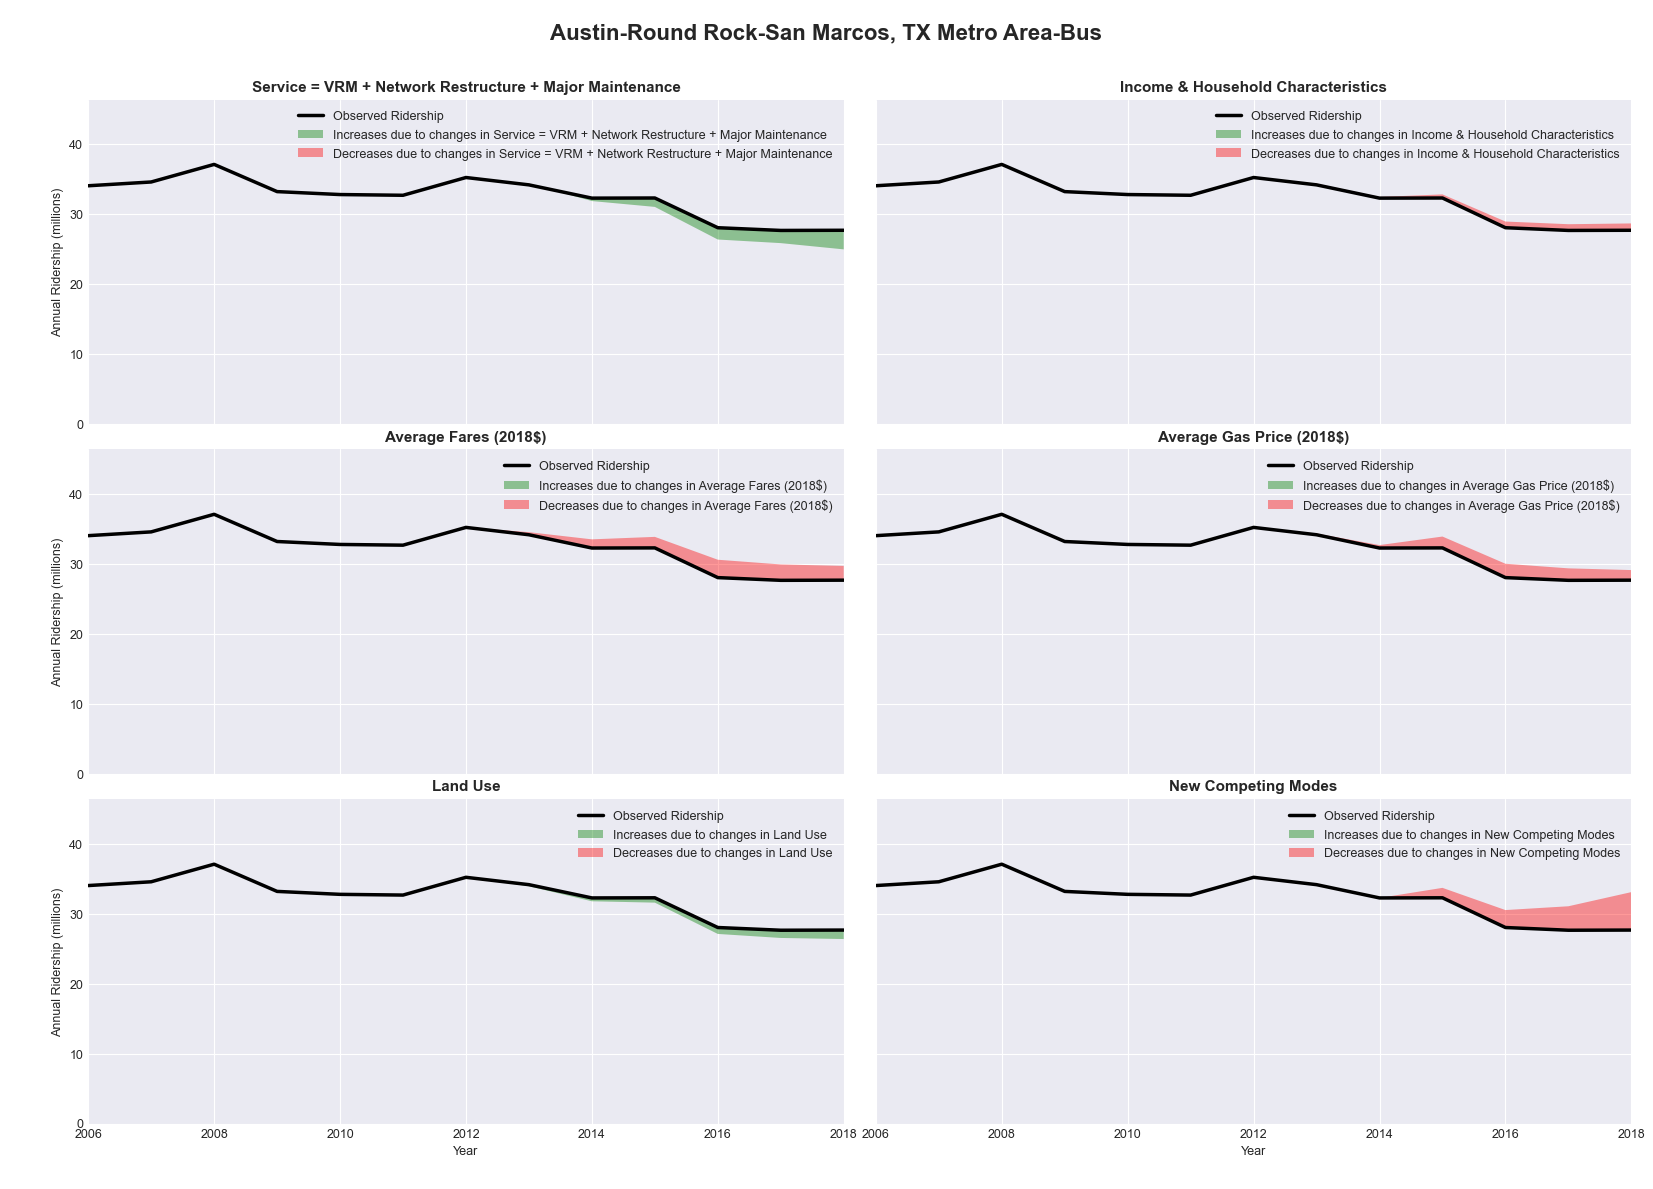 Austin-Round Rock-San Marcos, TX Metro Area-Bus
Service = VRM + Network Restructure + Major Maintenance
Observed Ridership
Increases due to changes in Service = VRM + Network Restructure + Major Maintenance
Decreases due to changes in Service = VRM + Network Restructure + Major Maintenance
Annual Ridership (millions)
40
30
20
10
0
Income & Household Characteristics
Observed Ridership
Increases due to changes in Income & Household Characteristics
Decreases due to changes in Income & Household Characteristics
Average Fares (2018$)
Observed Ridership
Increases due to changes in Average Fares (2018$)
Decreases due to changes in Average Fares (2018$)
Annual Ridership (millions)
40
30
20
10
0
Average Gas Price (2018$)
Observed Ridership
Increases due to changes in Average Gas Price (2018$)
Decreases due to changes in Average Gas Price (2018$)
Land Use
Observed Ridership
Increases due to changes in Land Use
Decreases due to changes in Land Use
Annual Ridership (millions)
40
30
20
10
0
2006 2008 2010 2012 2014 2016 2018
Year
New Competing Modes
Observed Ridership
Increases due to changes in New Competing Modes
Decreases due to changes in New Competing Modes
2006 2008 2010 2012 2014 2016 2018
Year